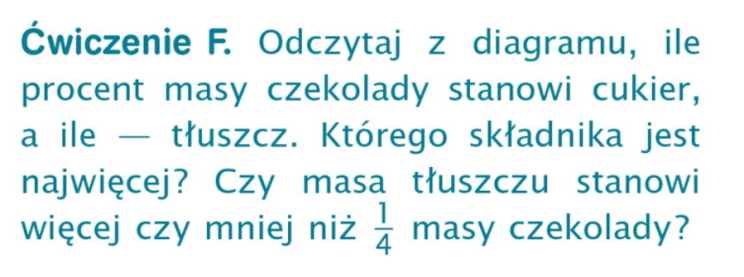 Ćwiczenie F. Odczytaj z diagramu, ile
procent masy czekolady stanowi cukier,
a ile — tłuszcz. Którego składnika jest
najwięcej? Czy masa tłuszczu stanowi
więcej czy mniej niż 1/4 masy czekolady?